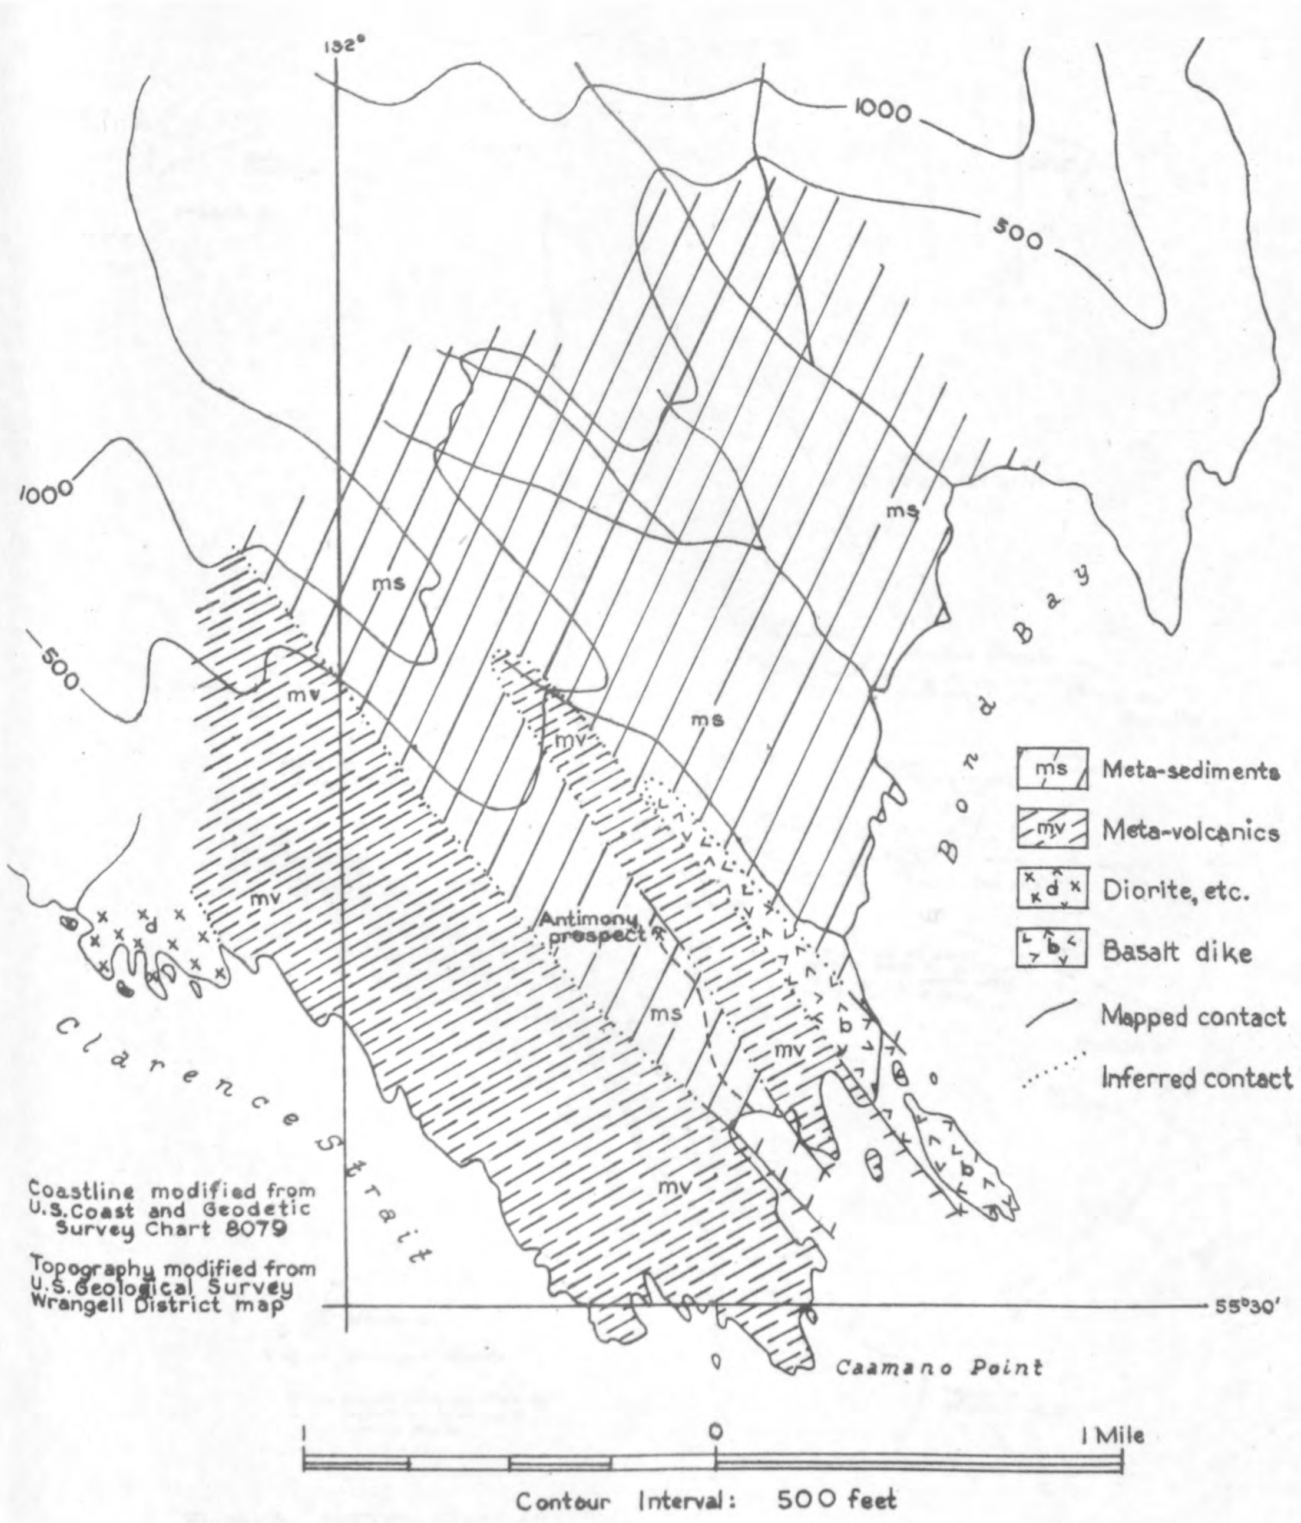 132°
1000
500
1000
500
ms
ms
ms
mv
mv
mv
Antimony
prospect
ms
d
b
mv
mv
b
Bond Bay
Clarence Strait
ms Meta-sediments
mv Meta-volcanics
d Diorite, etc.
b Basalt dike
Mapped contact
Inferred contact
Coastline modified from
U.S. Coast and Geodetic
Survey Chart 8079
Topography modified from
U.S. Geological Survey
Wrangell District map
55°30'
Caamano Point
1 0 1 Mile
Contour Interval: 500 feet